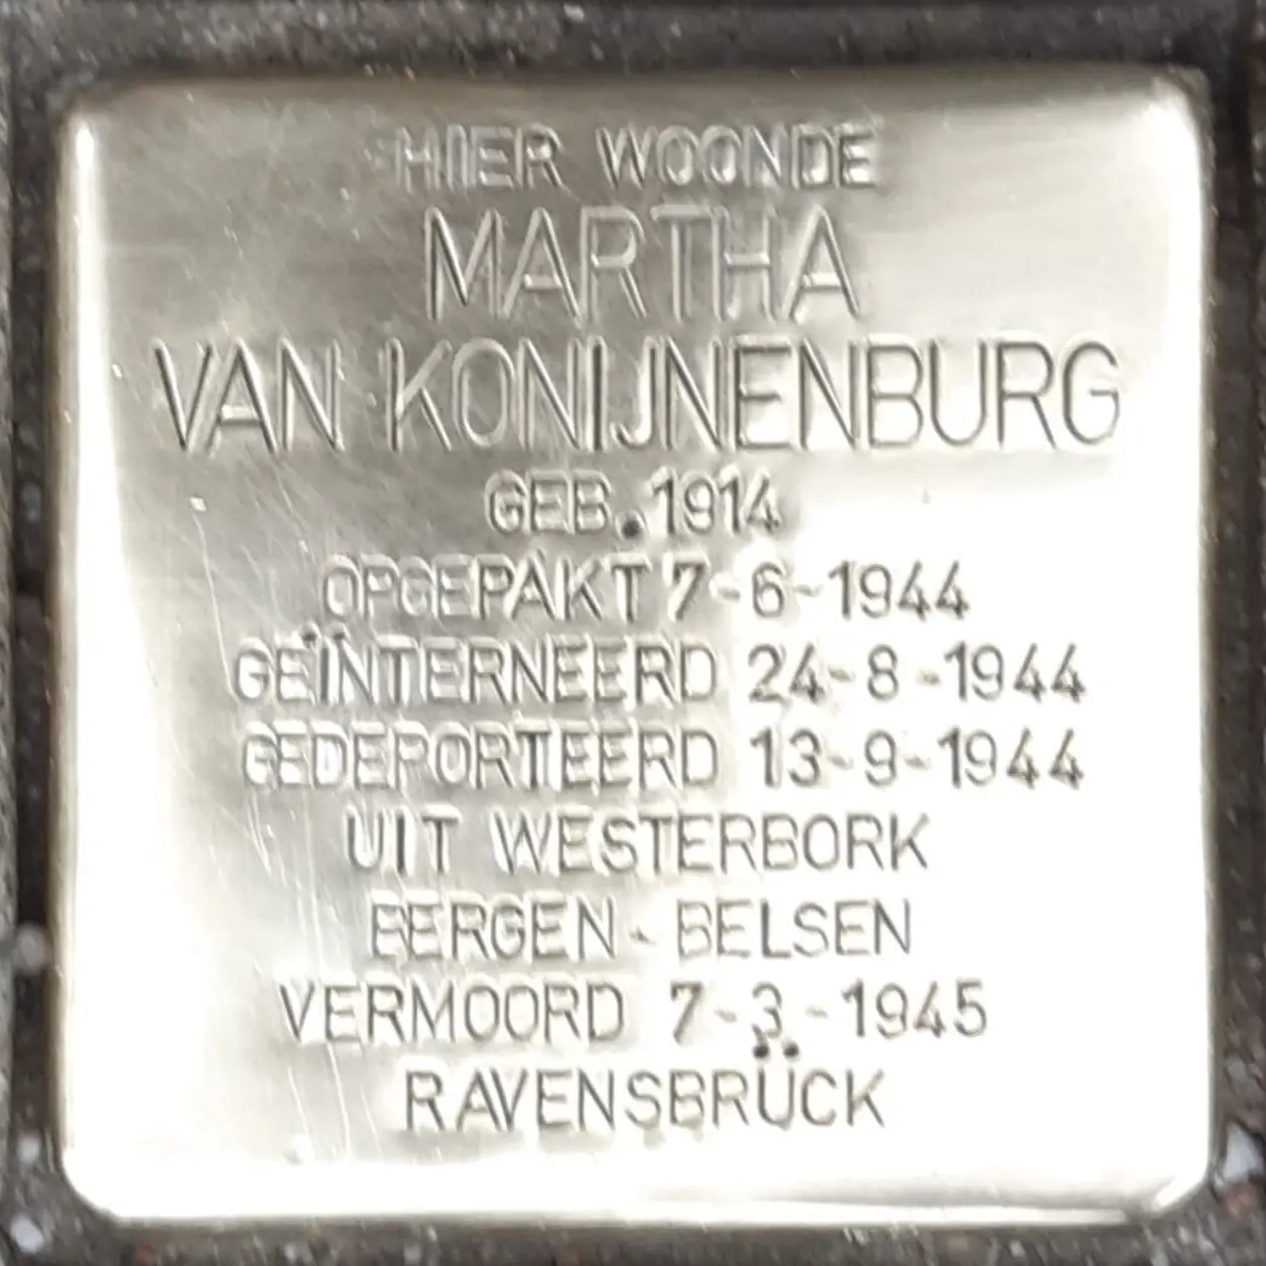 HIER WOONDE
MARTHA
VAN KONIJNENBURG
GEB. 1914
OPGEPAKT 7-6-1944
GEÏNTERNEERD 24-8-1944
GEDEPORTEERD 13-9-1944
UIT WESTERBORK
BERGEN-BELSEN
VERMOORD 7-3-1945
RAVENSBRÜCK